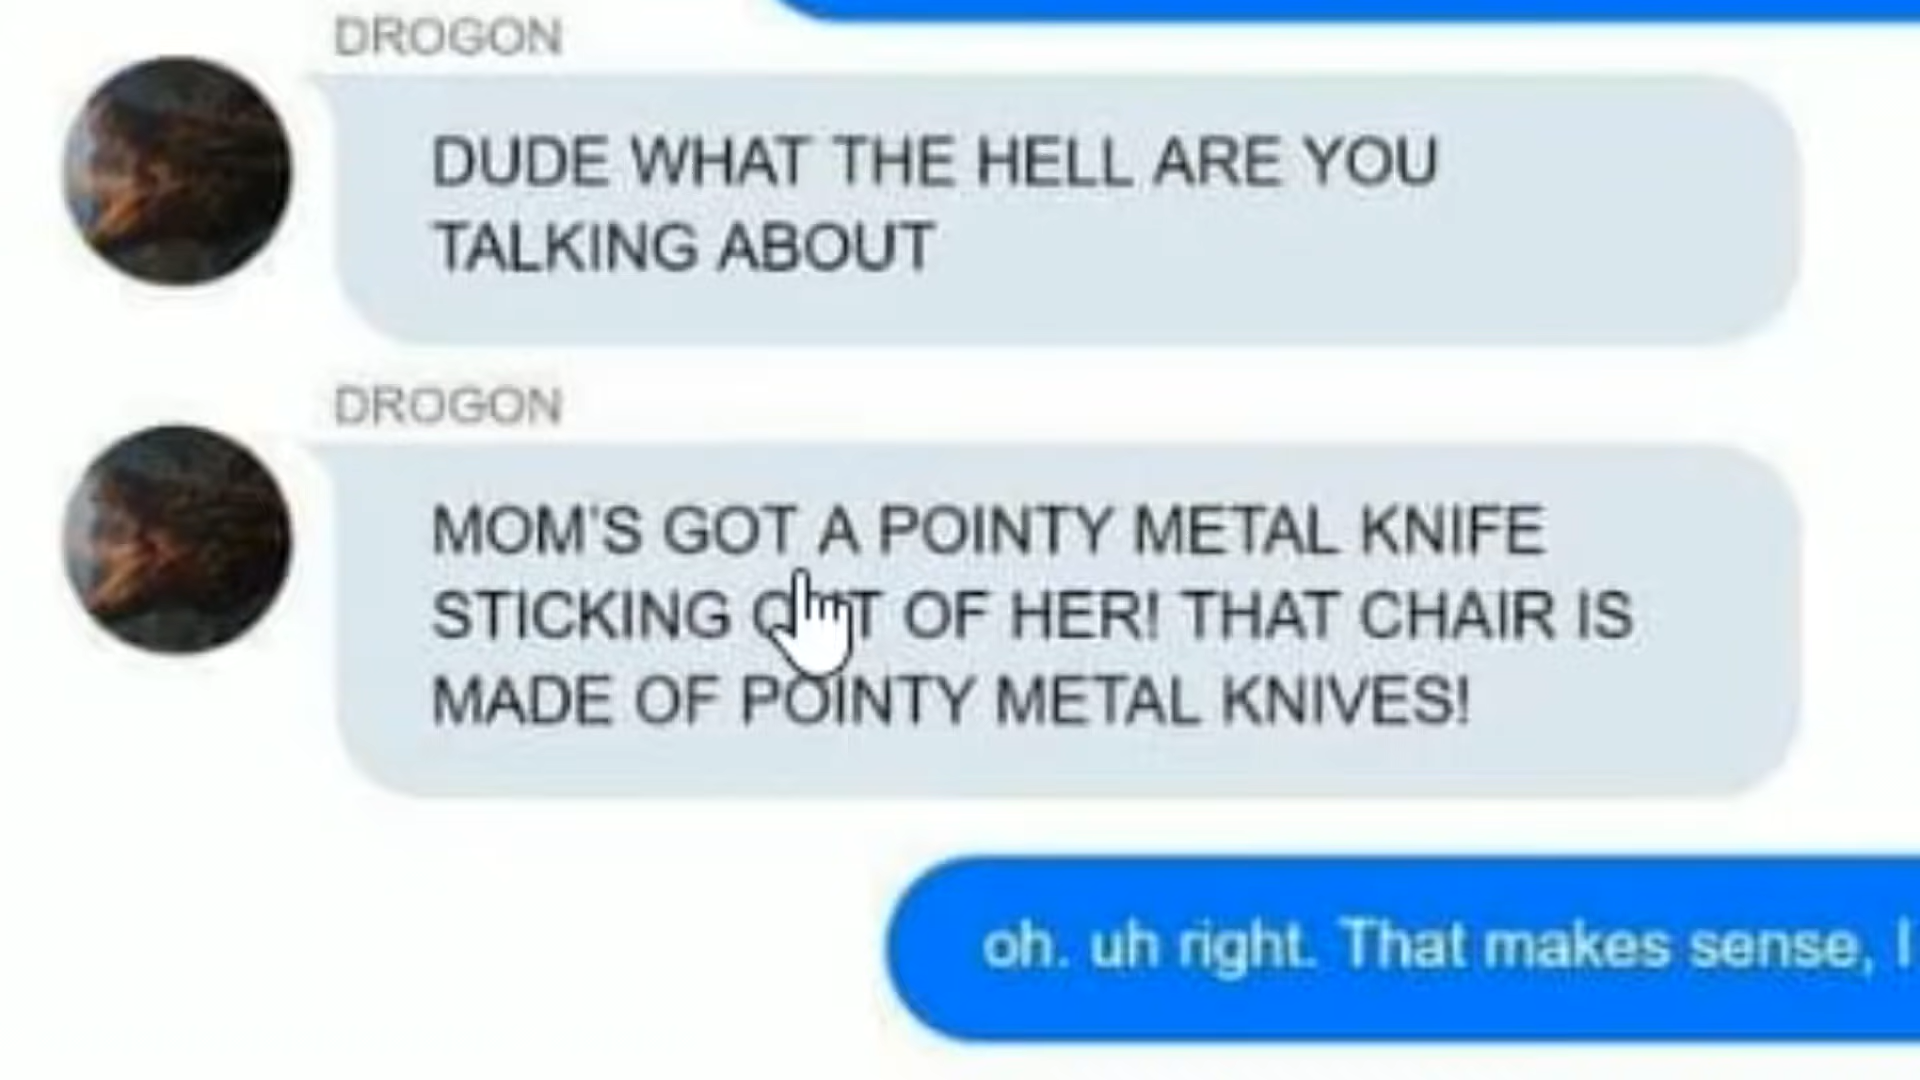 DROGON
DUDE WHAT THE HELL ARE YOU
TALKING ABOUT
DROGON
MOM'S GOT A POINTY METAL KNIFE
STICKING OUT OF HER! THAT CHAIR IS
MADE OF POINTY METAL KNIVES!
oh. uh right. That makes sense, I